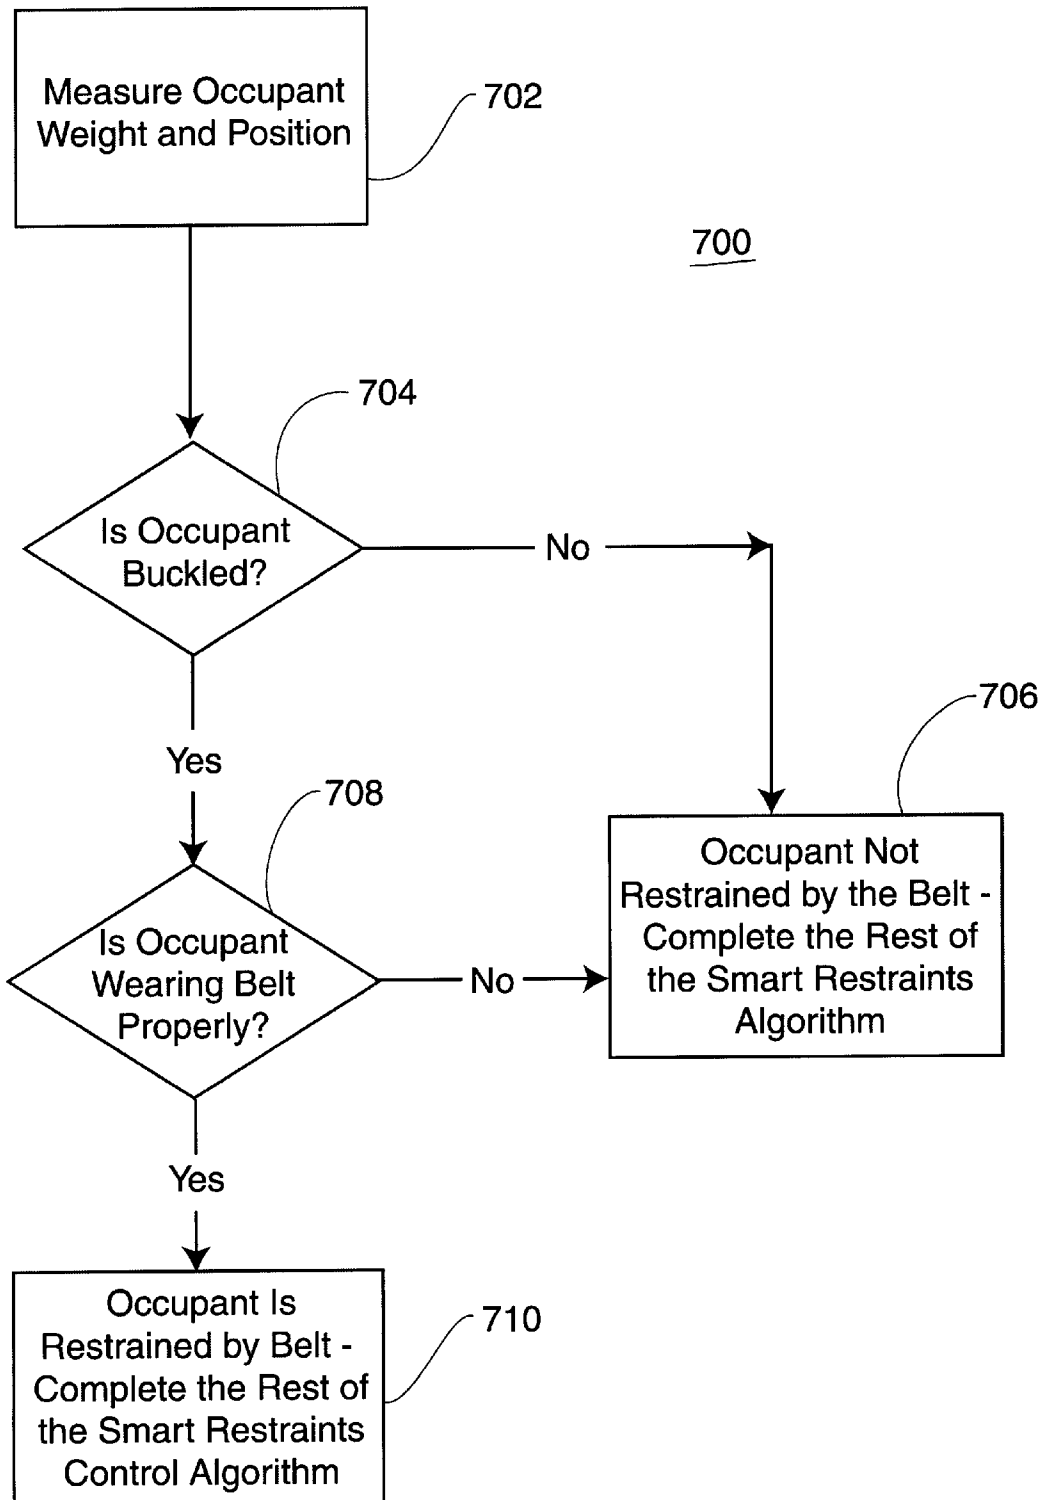 Measure Occupant
Weight and Position
702
700
704
Is Occupant
Buckled?
No
Yes
706
708
Occupant Not
Restrained by the Belt -
Complete the Rest of
the Smart Restraints
Algorithm
Is Occupant
Wearing Belt
Properly?
No
Yes
Occupant Is
Restrained by Belt -
Complete the Rest of
the Smart Restraints
Control Algorithm
710